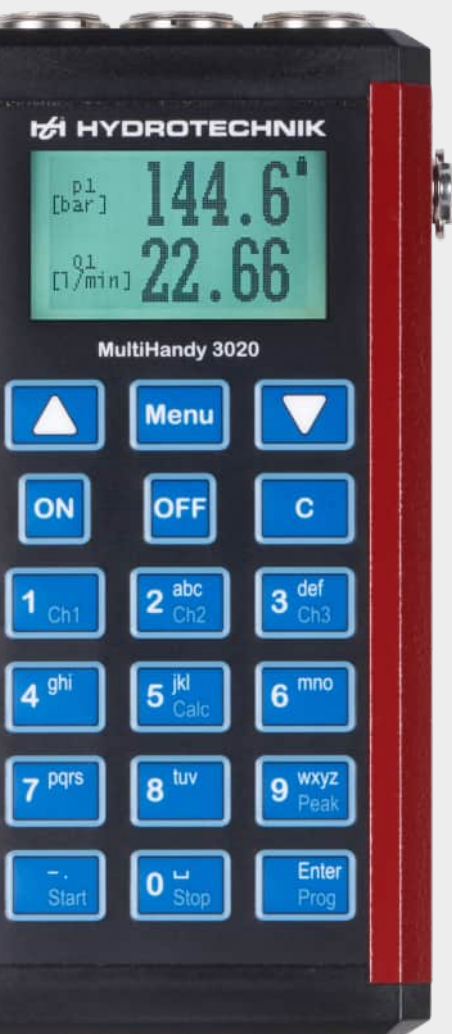 HYDROTECHNIK
p1 144.6
[bar]
Q1 22.66
[l/min]
MultiHandy 3020
Menu
ON OFF C
1 Ch1 2 abc Ch2 3 def Ch3
4 ghi 5 jkl Calc 6 mno
7 pqrs 8 tuv 9 wxyz Peak
- . Start 0 ␣ Stop Enter Prog